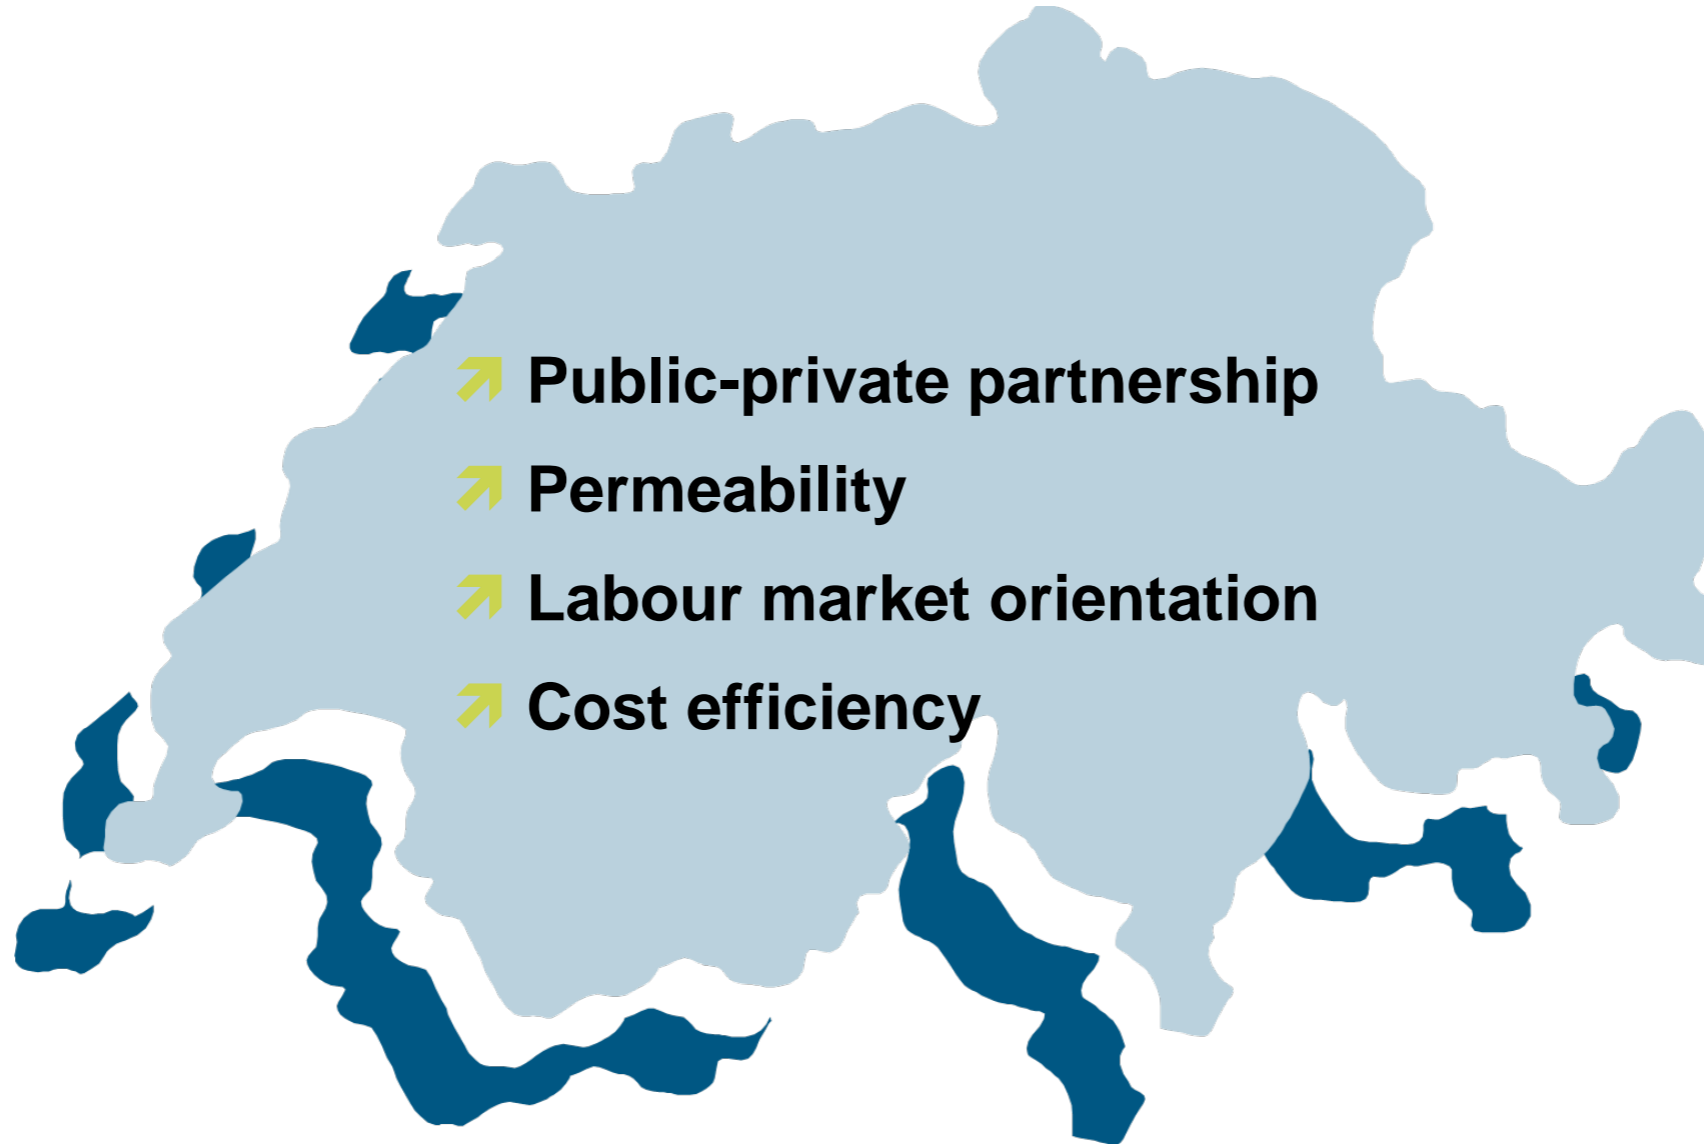 Public-private partnership
Permeability
Labour market orientation
Cost efficiency